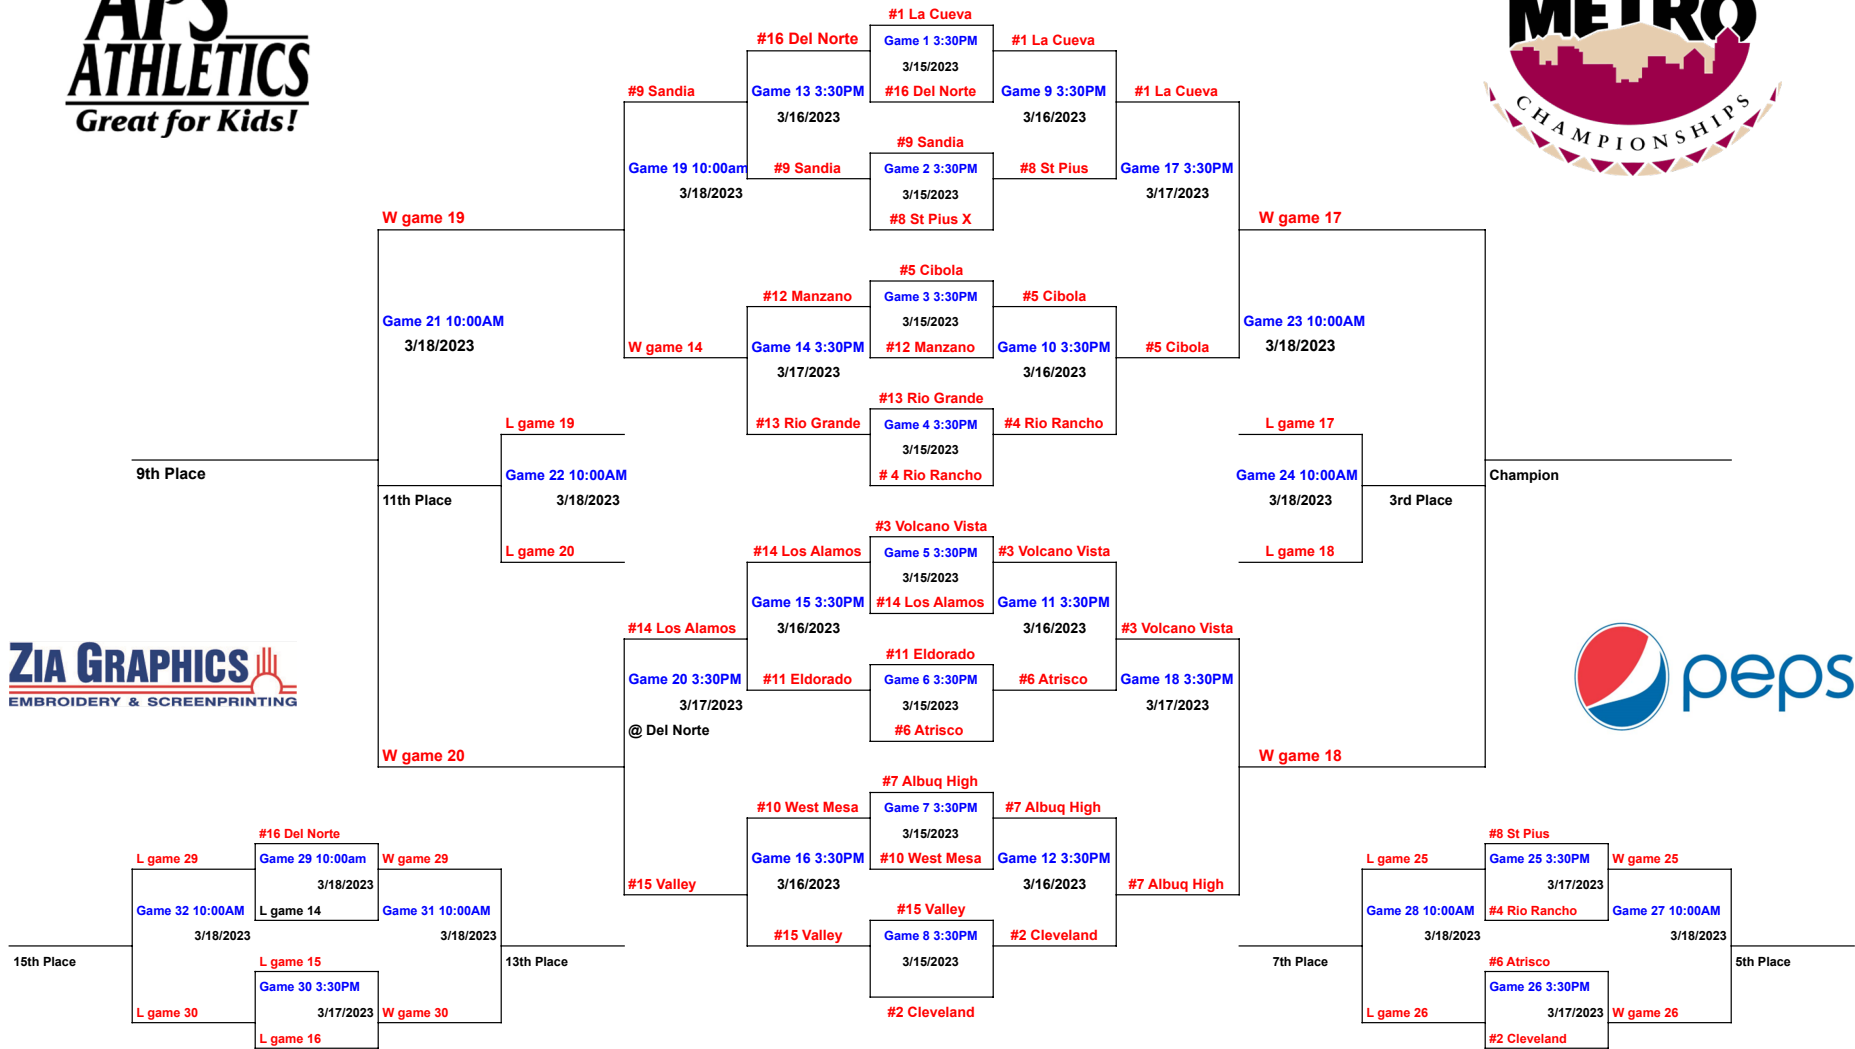 APS
ATHLETICS
Great for Kids!
METRO
CHAMPIONSHIPS
#1 La Cueva
#16 Del Norte
Game 1 3:30PM
#1 La Cueva
3/15/2023
#9 Sandia
Game 13 3:30PM
#16 Del Norte
Game 9 3:30PM
#1 La Cueva
3/16/2023
3/16/2023
#9 Sandia
Game 19 10:00am
#9 Sandia
Game 2 3:30PM
#8 St Pius
Game 17 3:30PM
3/18/2023
3/15/2023
3/17/2023
W game 19
#8 St Pius X
W game 17
#5 Cibola
#12 Manzano
Game 3 3:30PM
#5 Cibola
Game 21 10:00AM
3/15/2023
Game 23 10:00AM
3/18/2023
W game 14
Game 14 3:30PM
#12 Manzano
Game 10 3:30PM
#5 Cibola
3/18/2023
3/17/2023
3/16/2023
#13 Rio Grande
L game 19
#13 Rio Grande
Game 4 3:30PM
#4 Rio Rancho
L game 17
3/15/2023
9th Place
Game 22 10:00AM
# 4 Rio Rancho
Game 24 10:00AM
Champion
11th Place
3/18/2023
3/18/2023
3rd Place
#3 Volcano Vista
L game 20
#14 Los Alamos
Game 5 3:30PM
#3 Volcano Vista
L game 18
3/15/2023
Game 15 3:30PM
#14 Los Alamos
Game 11 3:30PM
#14 Los Alamos
3/16/2023
3/16/2023
#3 Volcano Vista
#11 Eldorado
ZIA GRAPHICS
EMBROIDERY & SCREENPRINTING
Game 20 3:30PM
#11 Eldorado
Game 6 3:30PM
#6 Atrisco
Game 18 3:30PM
peps
3/17/2023
3/15/2023
3/17/2023
@ Del Norte
#6 Atrisco
W game 20
W game 18
#7 Albuq High
#10 West Mesa
Game 7 3:30PM
#7 Albuq High
#16 Del Norte
3/15/2023
#8 St Pius
L game 29
Game 29 10:00am
W game 29
Game 16 3:30PM
#10 West Mesa
Game 12 3:30PM
L game 25
Game 25 3:30PM
W game 25
3/18/2023
#15 Valley
3/16/2023
3/16/2023
#7 Albuq High
3/17/2023
Game 32 10:00AM
L game 14
Game 31 10:00AM
#15 Valley
Game 28 10:00AM
#4 Rio Rancho
Game 27 10:00AM
3/18/2023
3/18/2023
#15 Valley
Game 8 3:30PM
#2 Cleveland
3/18/2023
3/18/2023
15th Place
L game 15
13th Place
3/15/2023
7th Place
#6 Atrisco
5th Place
Game 30 3:30PM
Game 26 3:30PM
L game 30
3/17/2023
W game 30
#2 Cleveland
L game 26
3/17/2023
W game 26
L game 16
#2 Cleveland